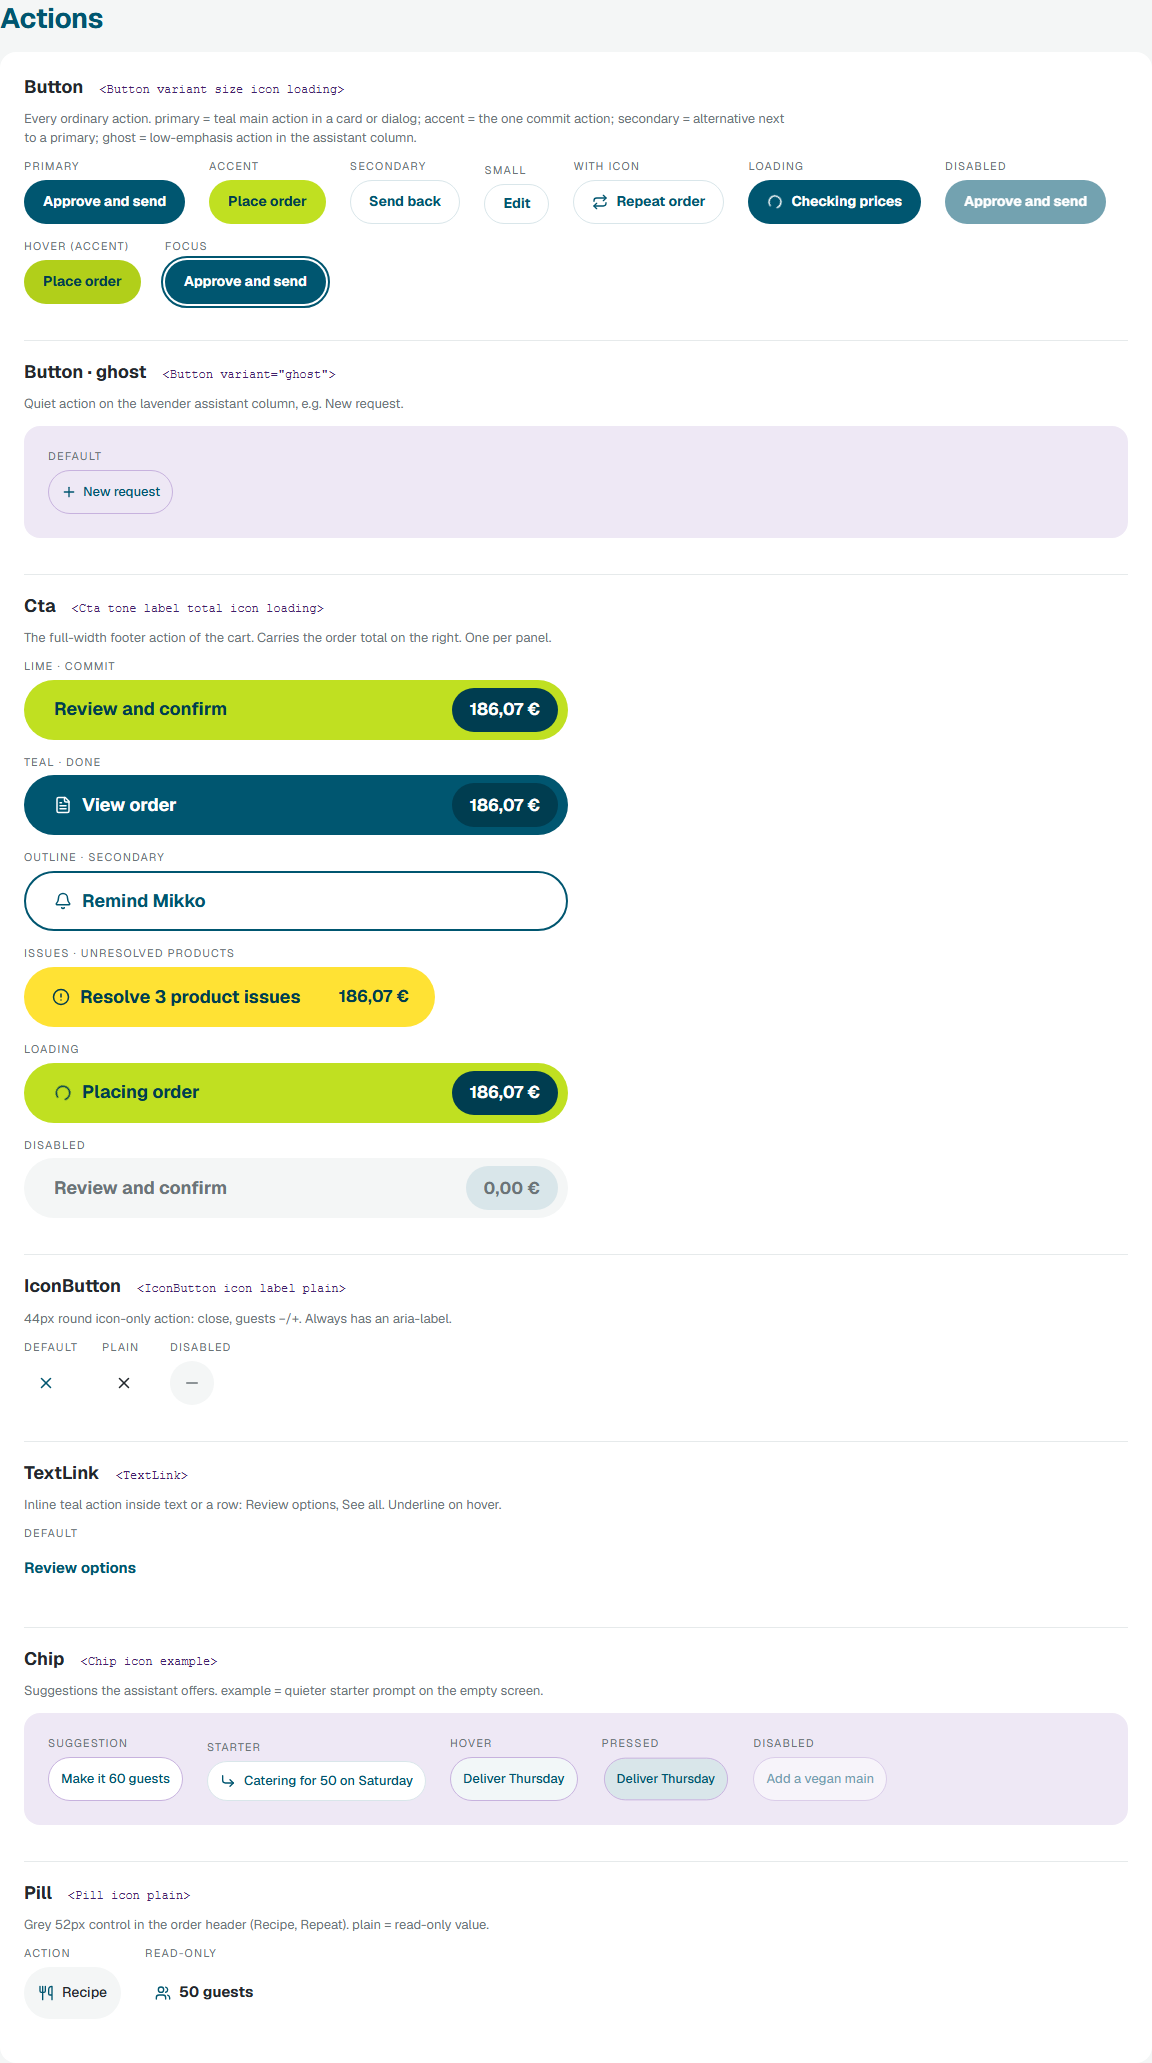 Actions
Button <Button variant size icon loading>
Every ordinary action. primary = teal main action in a card or dialog; accent = the one commit action; secondary = alternative next
to a primary; ghost = low-emphasis action in the assistant column.
PRIMARY ACCENT SECONDARY SMALL WITH ICON LOADING DISABLED
Approve and send Place order Send back Edit Repeat order Checking prices Approve and send
HOVER (ACCENT) FOCUS
Place order Approve and send
Button · ghost <Button variant="ghost">
Quiet action on the lavender assistant column, e.g. New request.
DEFAULT
New request
Cta <Cta tone label total icon loading>
The full-width footer action of the cart. Carries the order total on the right. One per panel.
LIME · COMMIT
Review and confirm 186,07 €
TEAL · DONE
View order 186,07 €
OUTLINE · SECONDARY
Remind Mikko
ISSUES · UNRESOLVED PRODUCTS
Resolve 3 product issues 186,07 €
LOADING
Placing order 186,07 €
DISABLED
Review and confirm 0,00 €
IconButton <IconButton icon label plain>
44px round icon-only action: close, guests −/+. Always has an aria-label.
DEFAULT PLAIN DISABLED
TextLink <TextLink>
Inline teal action inside text or a row: Review options, See all. Underline on hover.
DEFAULT
Review options
Chip <Chip icon example>
Suggestions the assistant offers. example = quieter starter prompt on the empty screen.
SUGGESTION STARTER HOVER PRESSED DISABLED
Make it 60 guests Catering for 50 on Saturday Deliver Thursday Deliver Thursday Add a vegan main
Pill <Pill icon plain>
Grey 52px control in the order header (Recipe, Repeat). plain = read-only value.
ACTION READ-ONLY
Recipe 50 guests